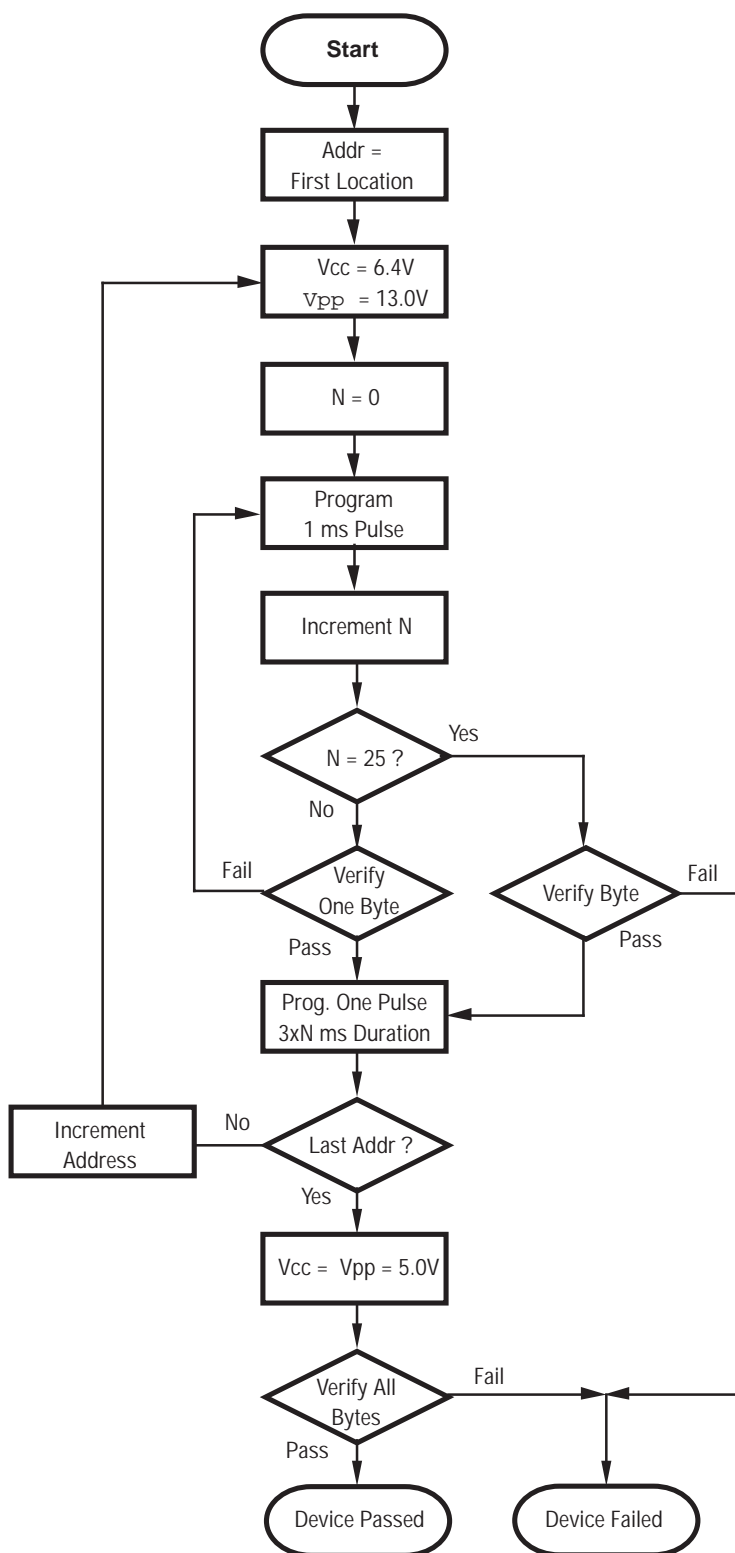 Start
Addr =
First Location
Vcc = 6.4V
Vpp = 13.0V
N = 0
Program
1 ms Pulse
Increment N
N = 25 ?
Yes
No
Fail
Verify
One Byte
Verify Byte
Fail
Pass
Pass
Prog. One Pulse
3xN ms Duration
Increment
Address
No
Last Addr ?
Yes
Vcc = Vpp = 5.0V
Verify All
Bytes
Fail
Pass
Device Passed
Device Failed